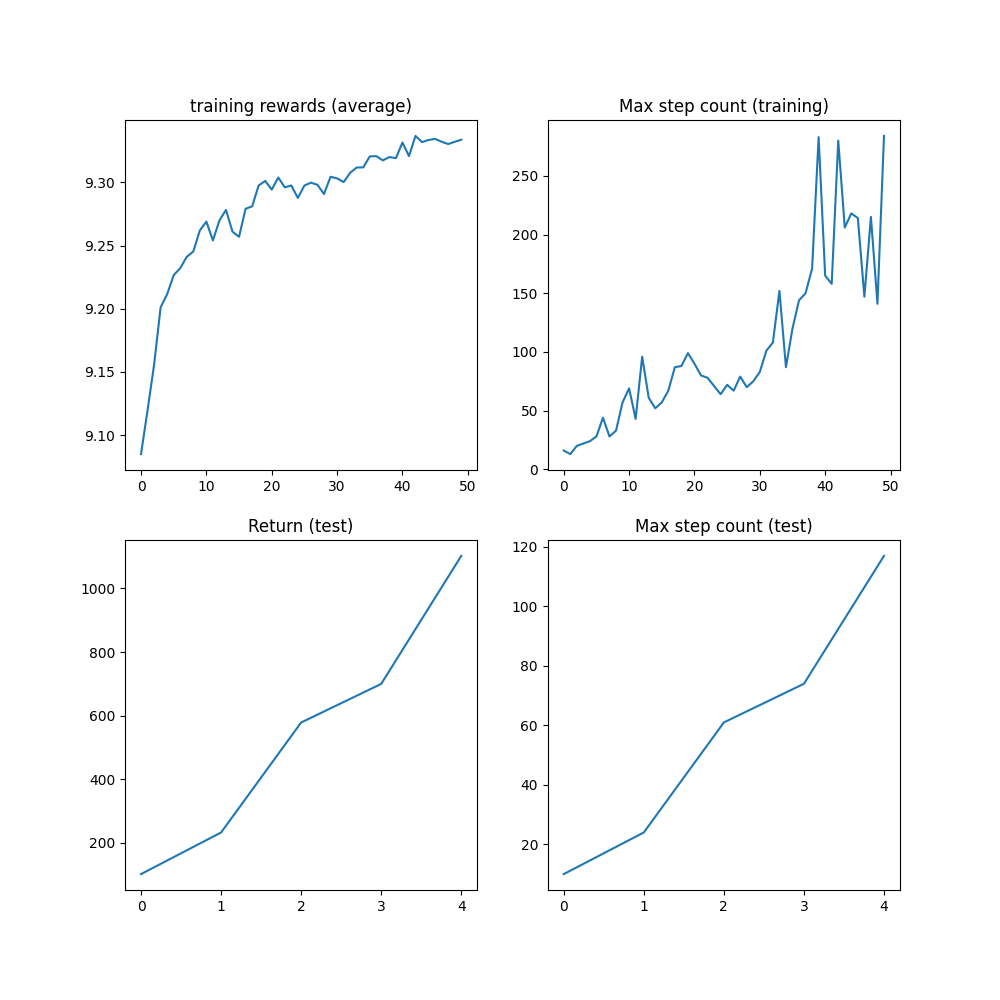 training rewards (average)
9.30
9.25
9.20
9.15
9.10
0 10 20 30 40 50
Max step count (training)
250
200
150
100
50
0
0 10 20 30 40 50
Return (test)
1000
800
600
400
200
0 1 2 3 4
Max step count (test)
120
100
80
60
40
20
0 1 2 3 4